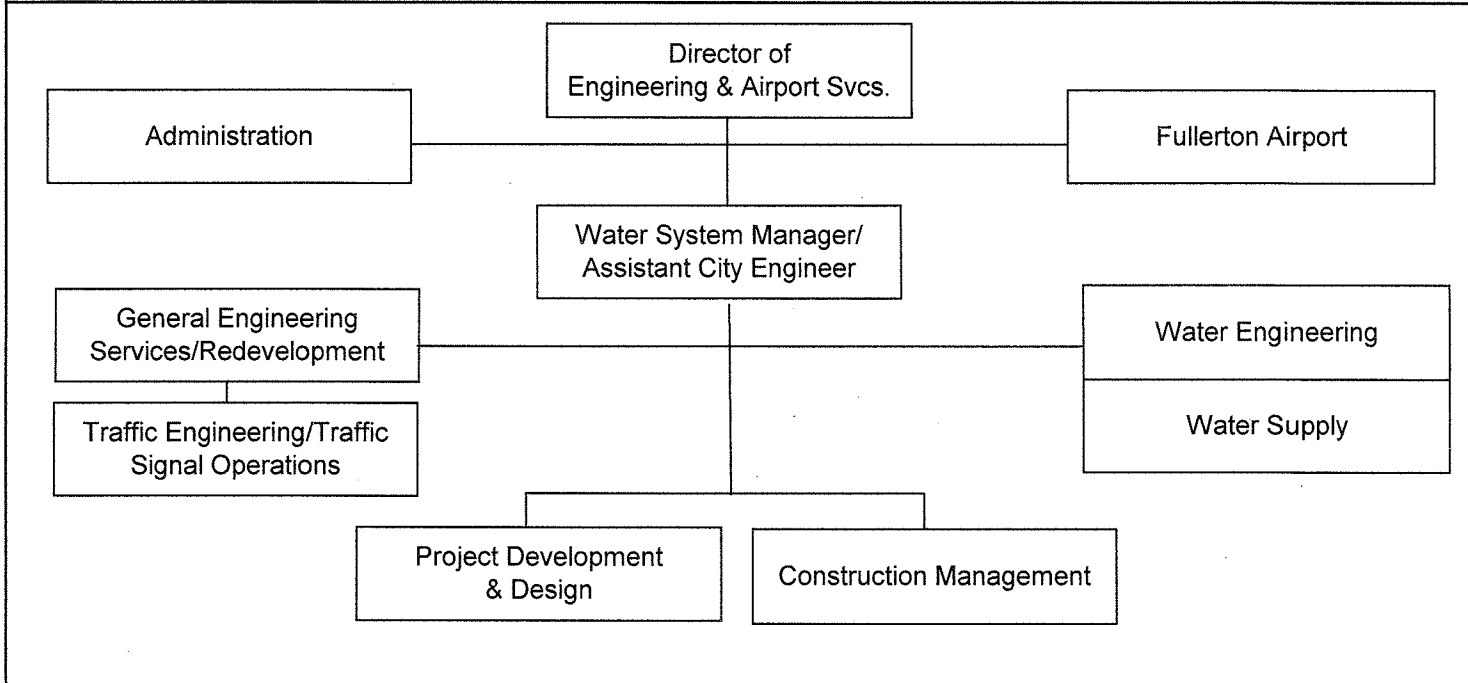 Director of
Engineering & Airport Svcs.
Administration
Fullerton Airport
Water System Manager/
Assistant City Engineer
General Engineering
Services/Redevelopment
Water Engineering
Traffic Engineering/Traffic
Signal Operations
Water Supply
Project Development
& Design
Construction Management